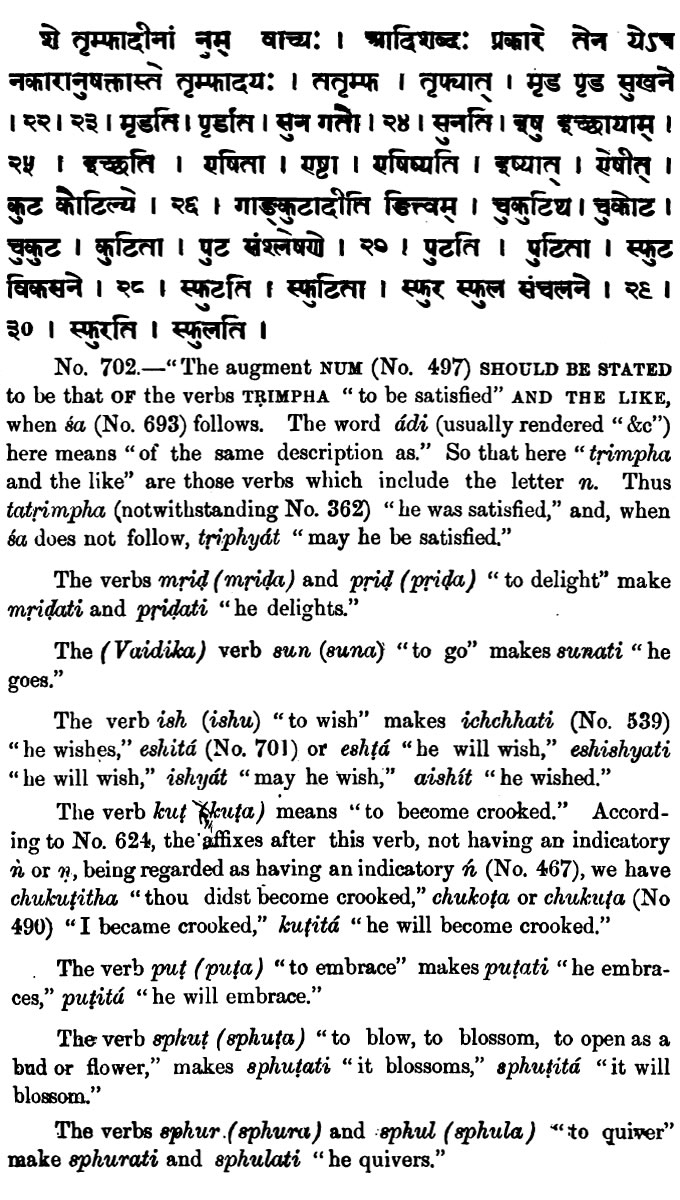 शे तृम्फादीनां नुम् वाच्यः । आदिशब्दः प्रकारे तेन येऽत्र
नकारानुषक्तास्ते तृम्फादयः । ततृम्फ । तृफ्यात् । मृड पृड सुखने
। २२ । २३ । मृडति । पृडति । सुन गतौ । २४ । सुनति । इषु इच्छायाम् ।
२५ । इच्छति । एषिता । एष्टा । एषिष्यति । इष्यात् । ऐषीत् ।
कुट कौटिल्ये । २६ । गाङ्कुटादीति ङित्त्वम् । चुकुटिथ । चुकोट ।
चुकुट । कुटिता । पुट संश्लेषणे । २७ । पुटति । पुटिता । स्फुट
विकसने । २८ । स्फुटति । स्फुटिता । स्फुर स्फुल संचलने । २९ ।
३० । स्फुरति । स्फुलति ।
No. 702.—“The augment NUM (No. 497) SHOULD BE STATED
to be that OF the verbs TṚIMPHA “to be satisfied” AND THE LIKE,
when śa (No. 693) follows. The word ádi (usually rendered “&c”)
here means “of the same description as.” So that here “tṛimpha
and the like” are those verbs which include the letter n. Thus
tatṛimpha (notwithstanding No. 362) “he was satisfied,” and, when
śa does not follow, tṛiphyát “may he be satisfied.”
The verbs mṛiḍ (mṛiḍa) and pṛiḍ (pṛiḍa) “to delight” make
mṛiḍati and pṛiḍati “he delights.”
The (Vaidika) verb sun (suna) “to go” makes sunati “he
goes.”
The verb ish (ishu) “to wish” makes ichchhati (No. 539)
“he wishes,” eshitá (No. 701) or eshṭá “he will wish,” eshishyati
“he will wish,” ishyát “may he wish,” aishít “he wished.”
The verb kuṭ (kuṭa) means “to become crooked.” Accord-
ing to No. 624, the affixes after this verb, not having an indicatory
ṅ or ṇ, being regarded as having an indicatory ń (No. 467), we have
chukuṭitha “thou didst become crooked,” chukoṭa or chukuṭa (No
490) “I became crooked,” kuṭitá “he will become crooked.”
The verb puṭ (puṭa) “to embrace” makes puṭati “he embra-
ces,” puṭitá “he will embrace.”
The verb sphuṭ (sphuṭa) “to blow, to blossom, to open as a
bud or flower,” makes sphuṭati “it blossoms,” sphuṭitá “it will
blossom.”
The verbs sphur (sphura) and sphul (sphula) “to quiver”
make sphurati and sphulati “he quivers.”